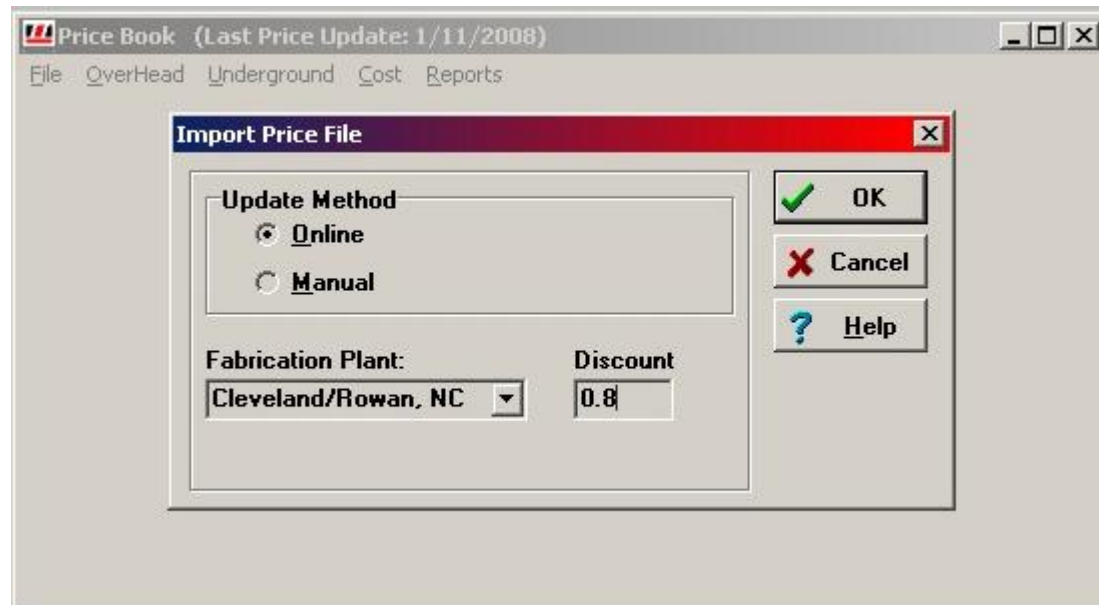 Price Book (Last Price Update: 1/11/2008)
File OverHead Underground Cost Reports
Import Price File
Update Method
Online
Manual
OK
Cancel
Help
Fabrication Plant: Discount
Cleveland/Rowan, NC 0.8